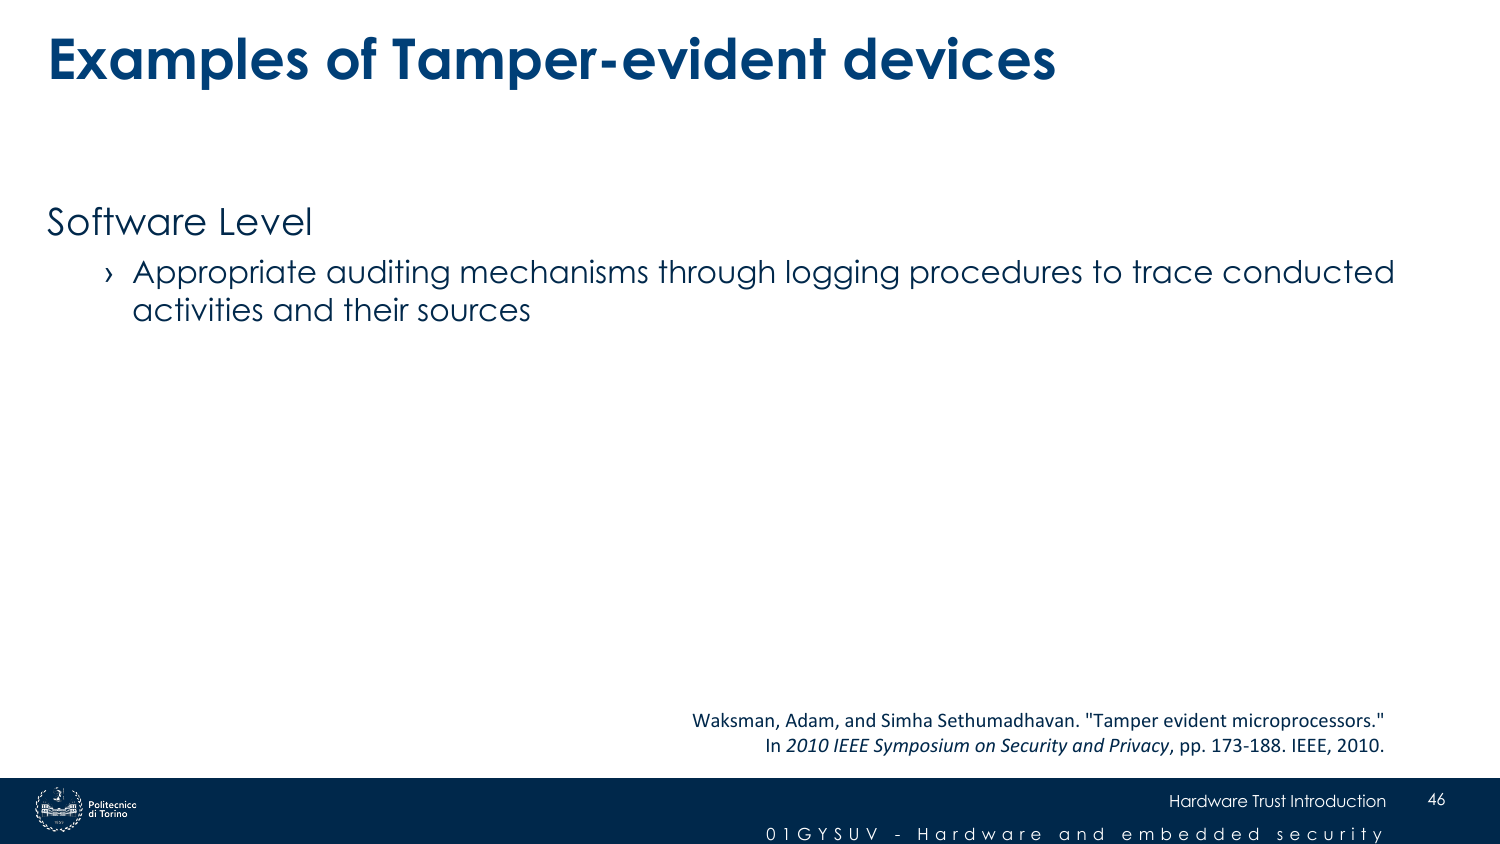 Examples of Tamper-evident devices
Software Level
› Appropriate auditing mechanisms through logging procedures to trace conducted
activities and their sources
Waksman, Adam, and Simha Sethumadhavan. "Tamper evident microprocessors."
In 2010 IEEE Symposium on Security and Privacy, pp. 173-188. IEEE, 2010.
Politecnico
di Torino
Hardware Trust Introduction
46
01GYSUV - Hardware and embedded security